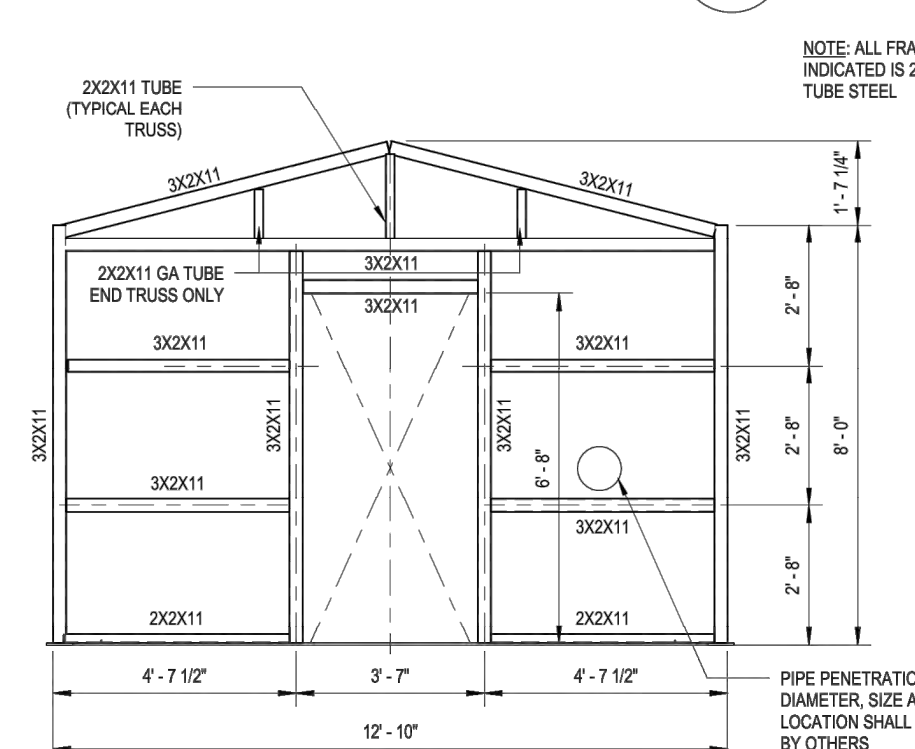 NOTE: ALL FRA
INDICATED IS 2
TUBE STEEL
2X2X11 TUBE
(TYPICAL EACH
TRUSS)
3X2X11
3X2X11
1' - 7 1/4"
2X2X11 GA TUBE
END TRUSS ONLY
3X2X11
3X2X11
2' - 8"
3X2X11
3X2X11
3X2X11
3X2X11
3X2X11
3X2X11
6' - 8"
2' - 8"
8' - 0"
3X2X11
3X2X11
2' - 8"
2X2X11
2X2X11
4' - 7 1/2"
3' - 7"
4' - 7 1/2"
12' - 10"
PIPE PENETRATIO
DIAMETER, SIZE A
LOCATION SHALL
BY OTHERS